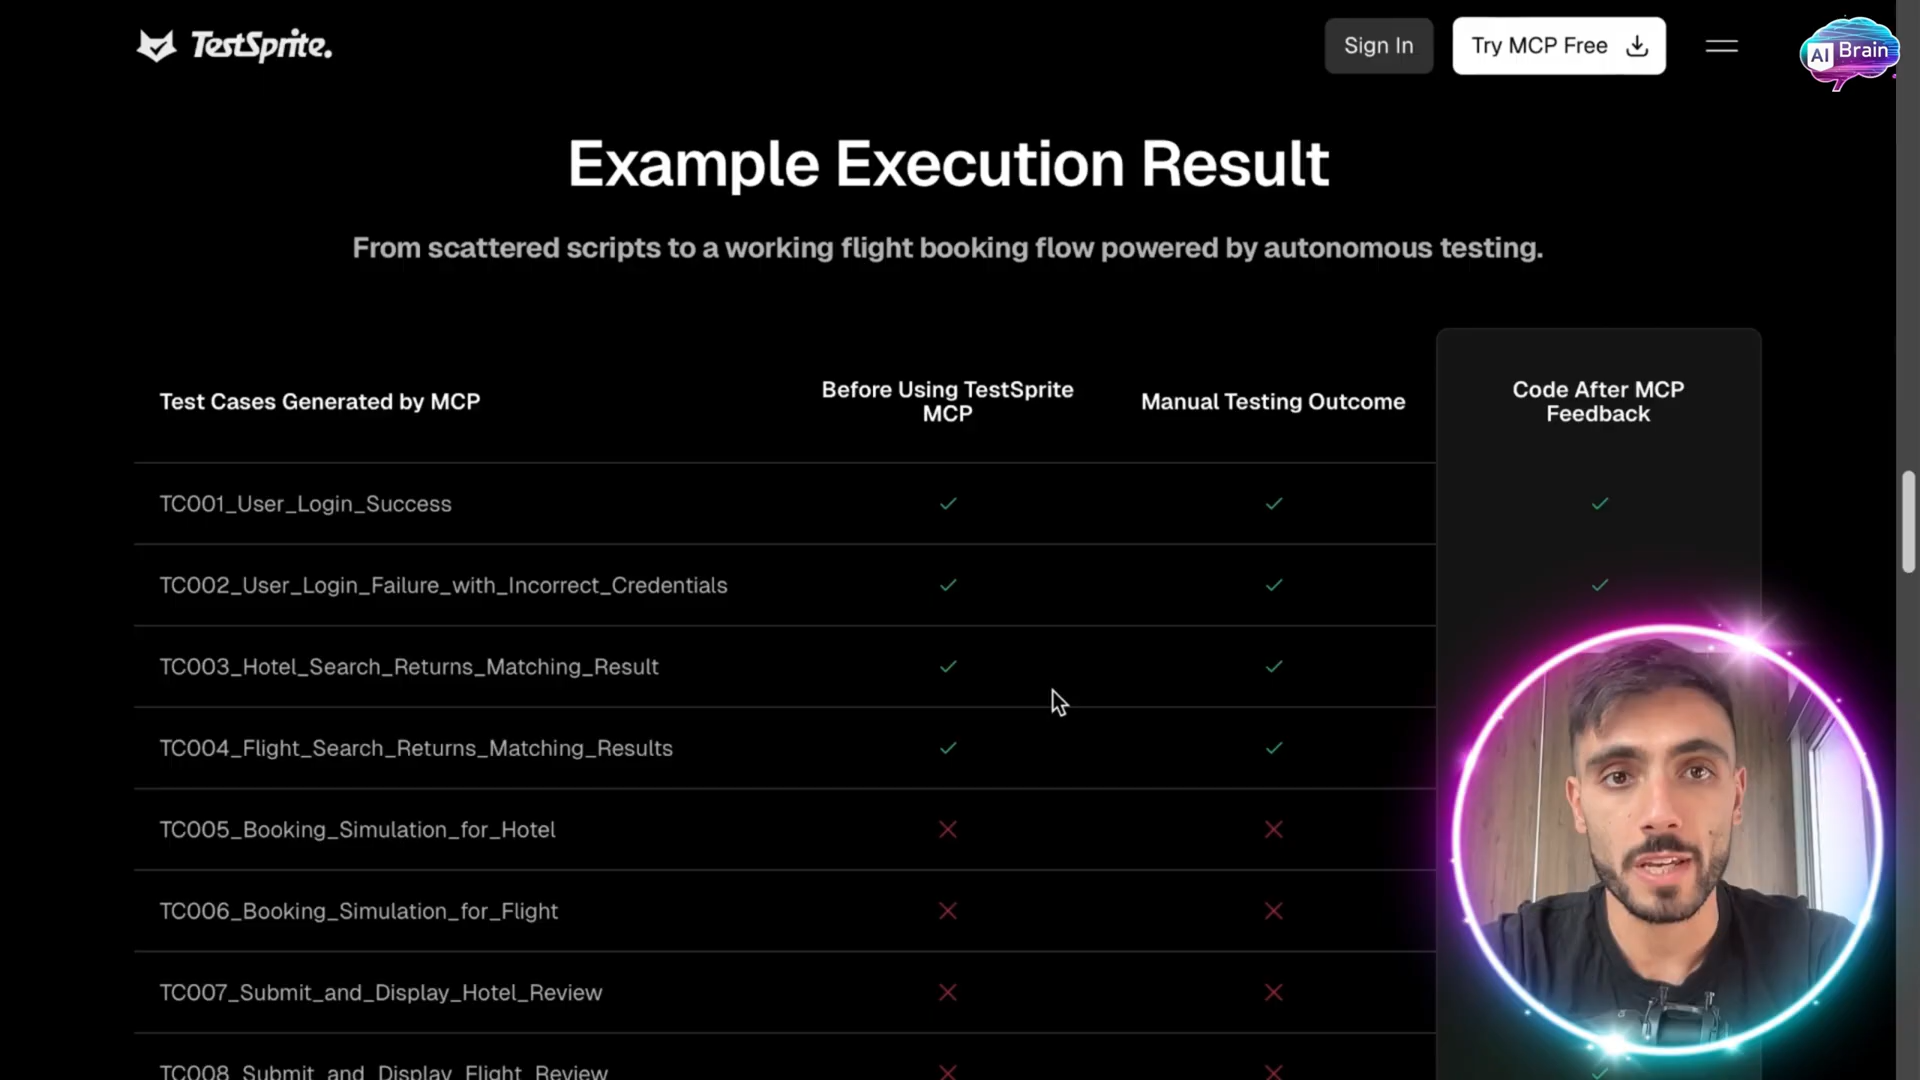 TestSprite.
Sign In
Try MCP Free
AI Brain
Example Execution Result
From scattered scripts to a working flight booking flow powered by autonomous testing.
Test Cases Generated by MCP
Before Using TestSprite
MCP
Manual Testing Outcome
Code After MCP
Feedback
TC001_User_Login_Success
TC002_User_Login_Failure_with_Incorrect_Credentials
TC003_Hotel_Search_Returns_Matching_Result
TC004_Flight_Search_Returns_Matching_Results
TC005_Booking_Simulation_for_Hotel
TC006_Booking_Simulation_for_Flight
TC007_Submit_and_Display_Hotel_Review
TC008_Submit_and_Display_Flight_Review